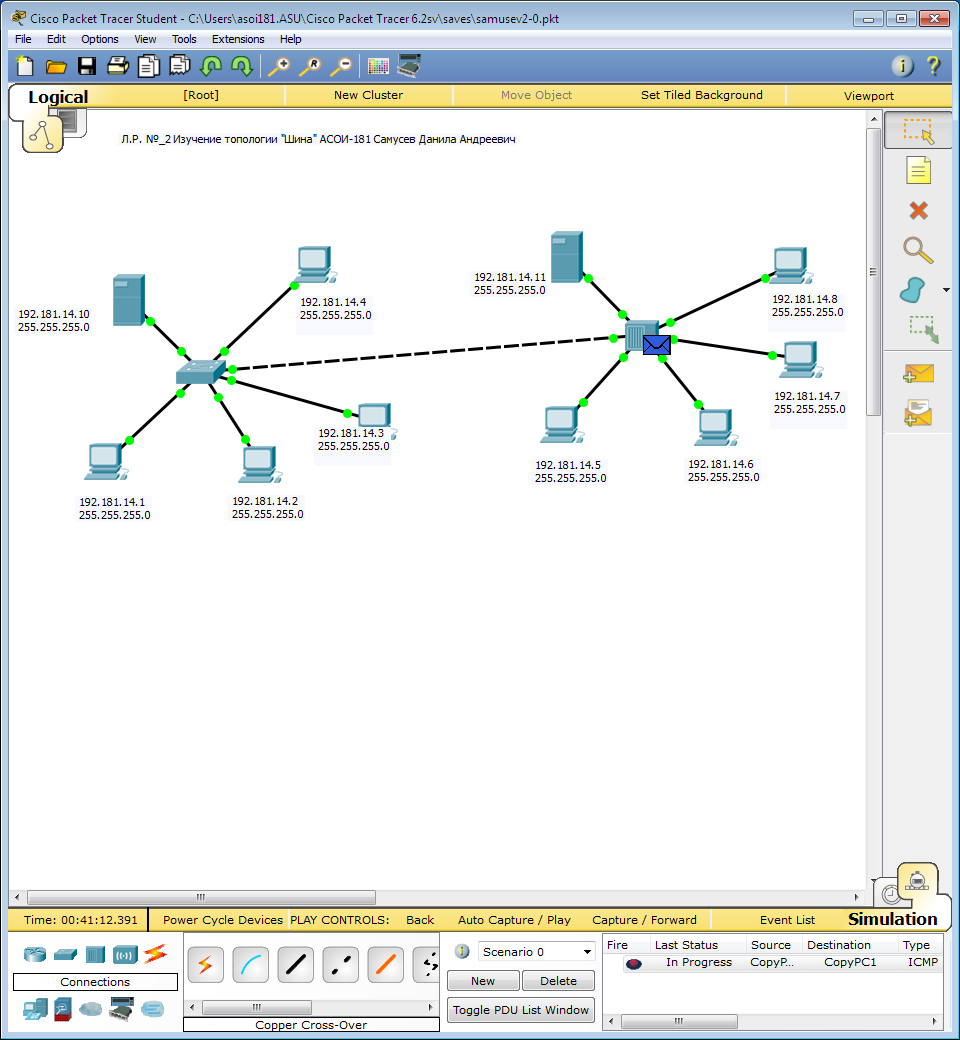 Cisco Packet Tracer Student - C:\Users\asoi181.ASU\Cisco Packet Tracer 6.2sv\saves\samusev2-0.pkt
File Edit Options View Tools Extensions Help
Logical [Root] New Cluster Move Object Set Tiled Background Viewport
Л.Р. №_2 Изучение топологии "Шина" АСОИ-181 Самусев Данила Андреевич
192.181.14.10
255.255.255.0
192.181.14.4
255.255.255.0
192.181.14.11
255.255.255.0
192.181.14.8
255.255.255.0
192.181.14.3
255.255.255.0
192.181.14.7
255.255.255.0
192.181.14.1
255.255.255.0
192.181.14.2
255.255.255.0
192.181.14.5
255.255.255.0
192.181.14.6
255.255.255.0
Time: 00:41:12.391 Power Cycle Devices PLAY CONTROLS: Back Auto Capture / Play Capture / Forward Event List Simulation
Connections
Copper Cross-Over
Scenario 0
New Delete
Toggle PDU List Window
Fire Last Status Source Destination Type
In Progress CopyP... CopyPC1 ICMP